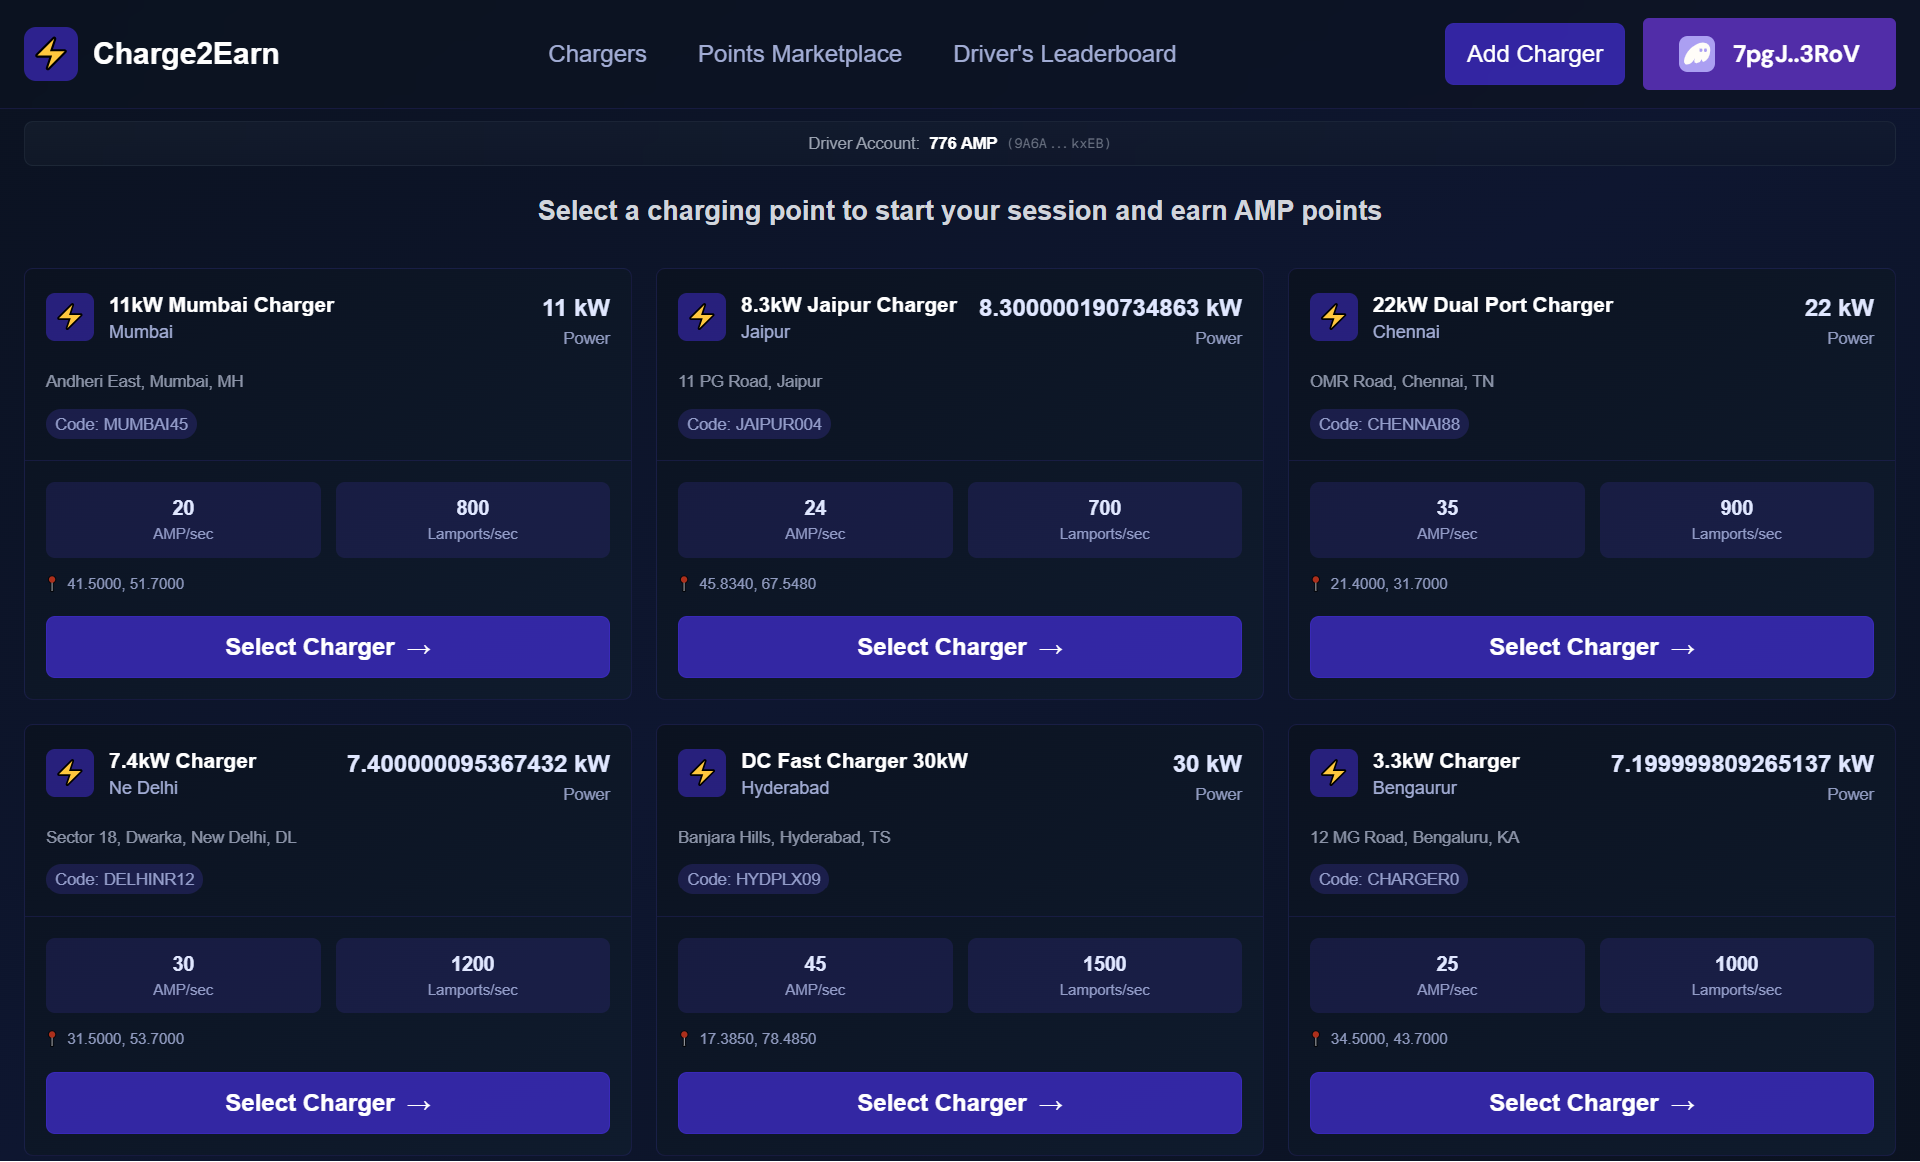 Charge2Earn
Chargers
Points Marketplace
Driver's Leaderboard
Add Charger
7pgJ..3RoV
Driver Account: 776 AMP (9A6A...kxEB)
Select a charging point to start your session and earn AMP points
11kW Mumbai Charger
Mumbai
11 kW
Power
Andheri East, Mumbai, MH
Code: MUMBAI45
20
AMP/sec
800
Lamports/sec
41.5000, 51.7000
Select Charger →
8.3kW Jaipur Charger
Jaipur
8.300000190734863 kW
Power
11 PG Road, Jaipur
Code: JAIPUR004
24
AMP/sec
700
Lamports/sec
45.8340, 67.5480
Select Charger →
22kW Dual Port Charger
Chennai
22 kW
Power
OMR Road, Chennai, TN
Code: CHENNAI88
35
AMP/sec
900
Lamports/sec
21.4000, 31.7000
Select Charger →
7.4kW Charger
Ne Delhi
7.400000095367432 kW
Power
Sector 18, Dwarka, New Delhi, DL
Code: DELHINR12
30
AMP/sec
1200
Lamports/sec
31.5000, 53.7000
Select Charger →
DC Fast Charger 30kW
Hyderabad
30 kW
Power
Banjara Hills, Hyderabad, TS
Code: HYDPLX09
45
AMP/sec
1500
Lamports/sec
17.3850, 78.4850
Select Charger →
3.3kW Charger
Bengaurur
7.199999809265137 kW
Power
12 MG Road, Bengaluru, KA
Code: CHARGER0
25
AMP/sec
1000
Lamports/sec
34.5000, 43.7000
Select Charger →